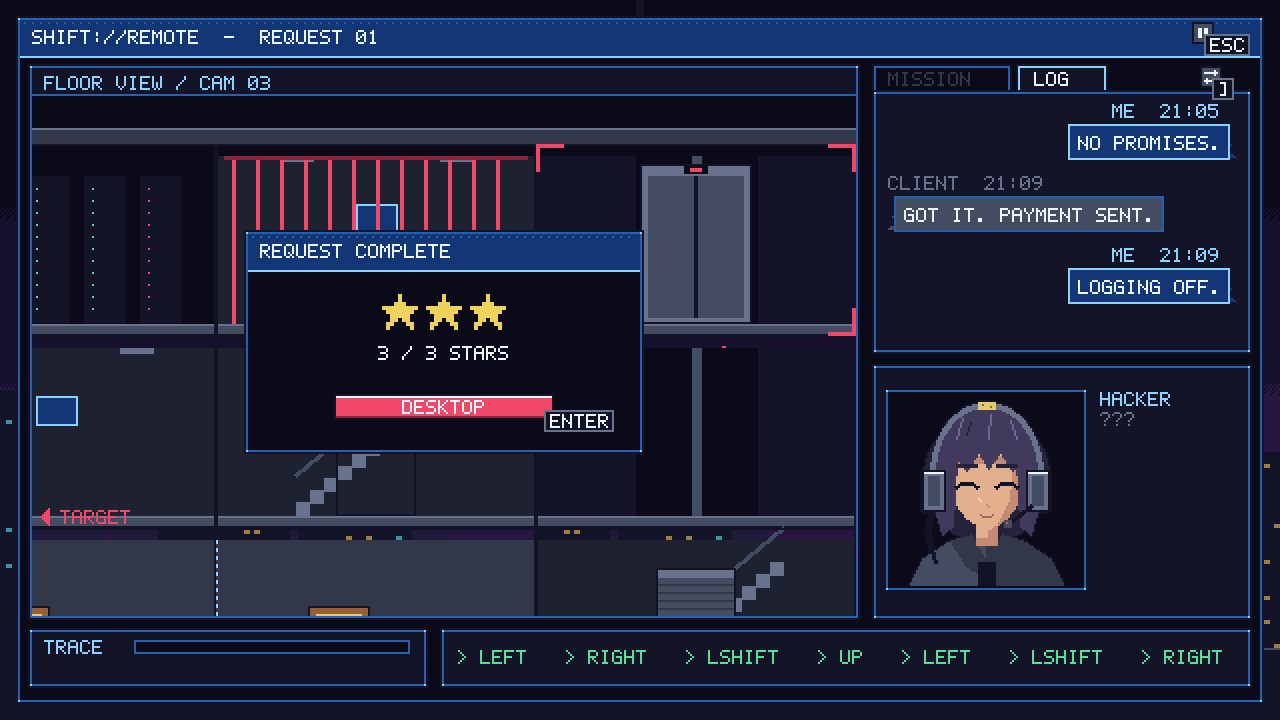 SHIFT://REMOTE – REQUEST 01
ESC
FLOOR VIEW / CAM 03
MISSION
LOG
]
ME 21:05
NO PROMISES.
CLIENT 21:09
GOT IT. PAYMENT SENT.
ME 21:09
LOGGING OFF.
REQUEST COMPLETE
3 / 3 STARS
DESKTOP
ENTER
HACKER
???
TARGET
TRACE
> LEFT > RIGHT > LSHIFT > UP > LEFT > LSHIFT > RIGHT